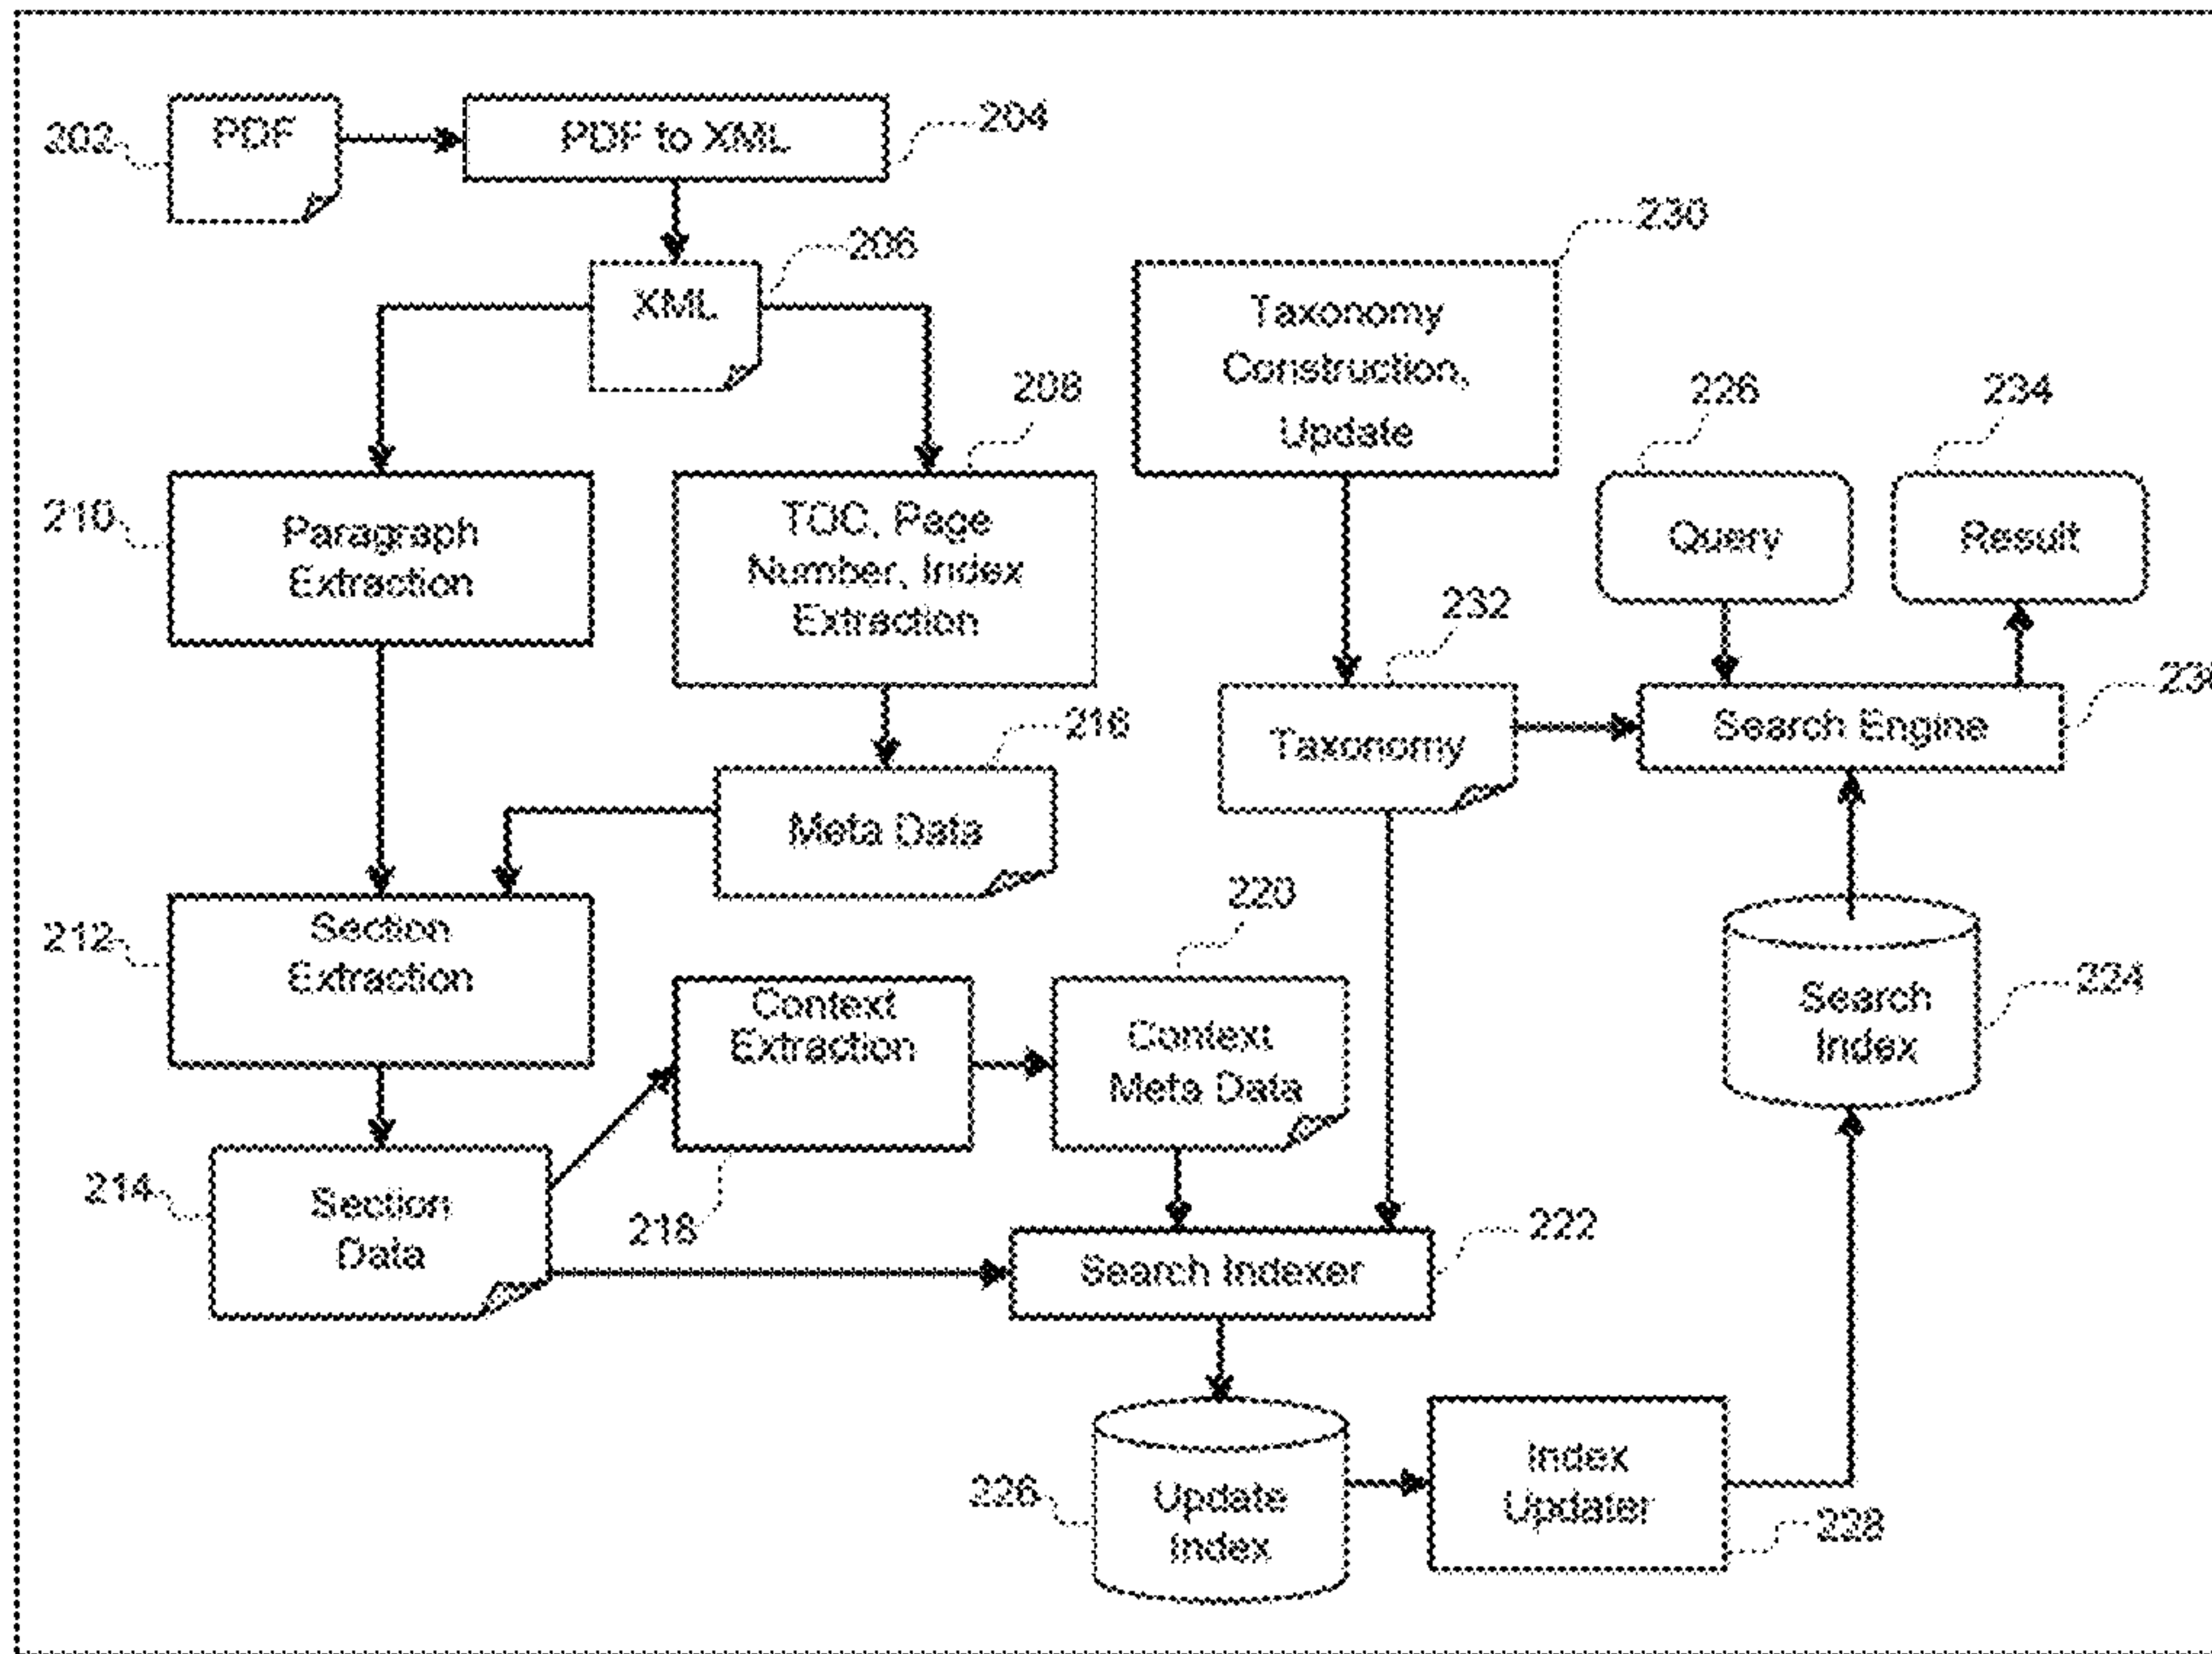 202
PDF
PDF to XML
204
XML
206
230
Taxonomy
Construction,
Update
208
226
234
210
Paragraph
Extraction
TOC, Page
Number, Index
Extraction
Query
Result
232
216
Taxonomy
Search Engine
Meta Data
212
Section
Extraction
220
Context
Extraction
Context
Meta Data
Search
Index
224
214
Section
Data
218
Search Indexer
222
226
Update
Index
Index
Updater
228